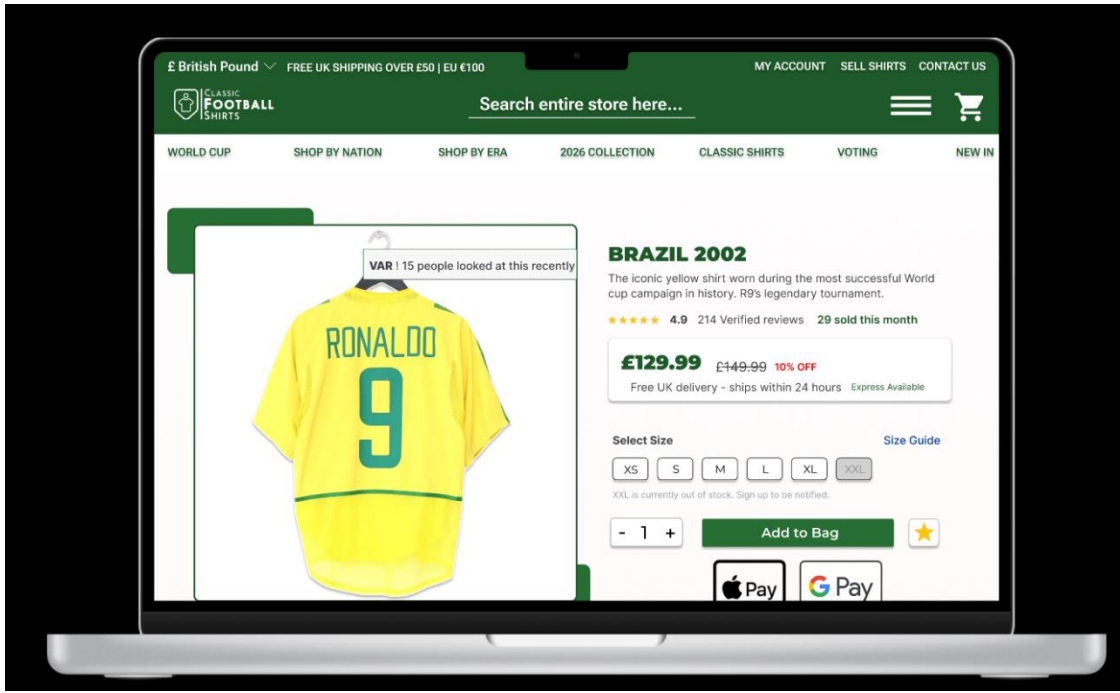 £ British Pound FREE UK SHIPPING OVER £50 | EU €100 MY ACCOUNT SELL SHIRTS CONTACT US
CLASSIC
FOOTBALL
SHIRTS
Search entire store here...
WORLD CUP SHOP BY NATION SHOP BY ERA 2026 COLLECTION CLASSIC SHIRTS VOTING NEW IN
VAR ! 15 people looked at this recently
RONALDO
9
BRAZIL 2002
The iconic yellow shirt worn during the most successful World
cup campaign in history. R9's legendary tournament.
4.9 214 Verified reviews 29 sold this month
£129.99 £149.99 10% OFF
Free UK delivery - ships within 24 hours Express Available
Select Size Size Guide
XS S M L XL XXL
XXL is currently out of stock. Sign up to be notified.
- 1 + Add to Bag
Pay G Pay